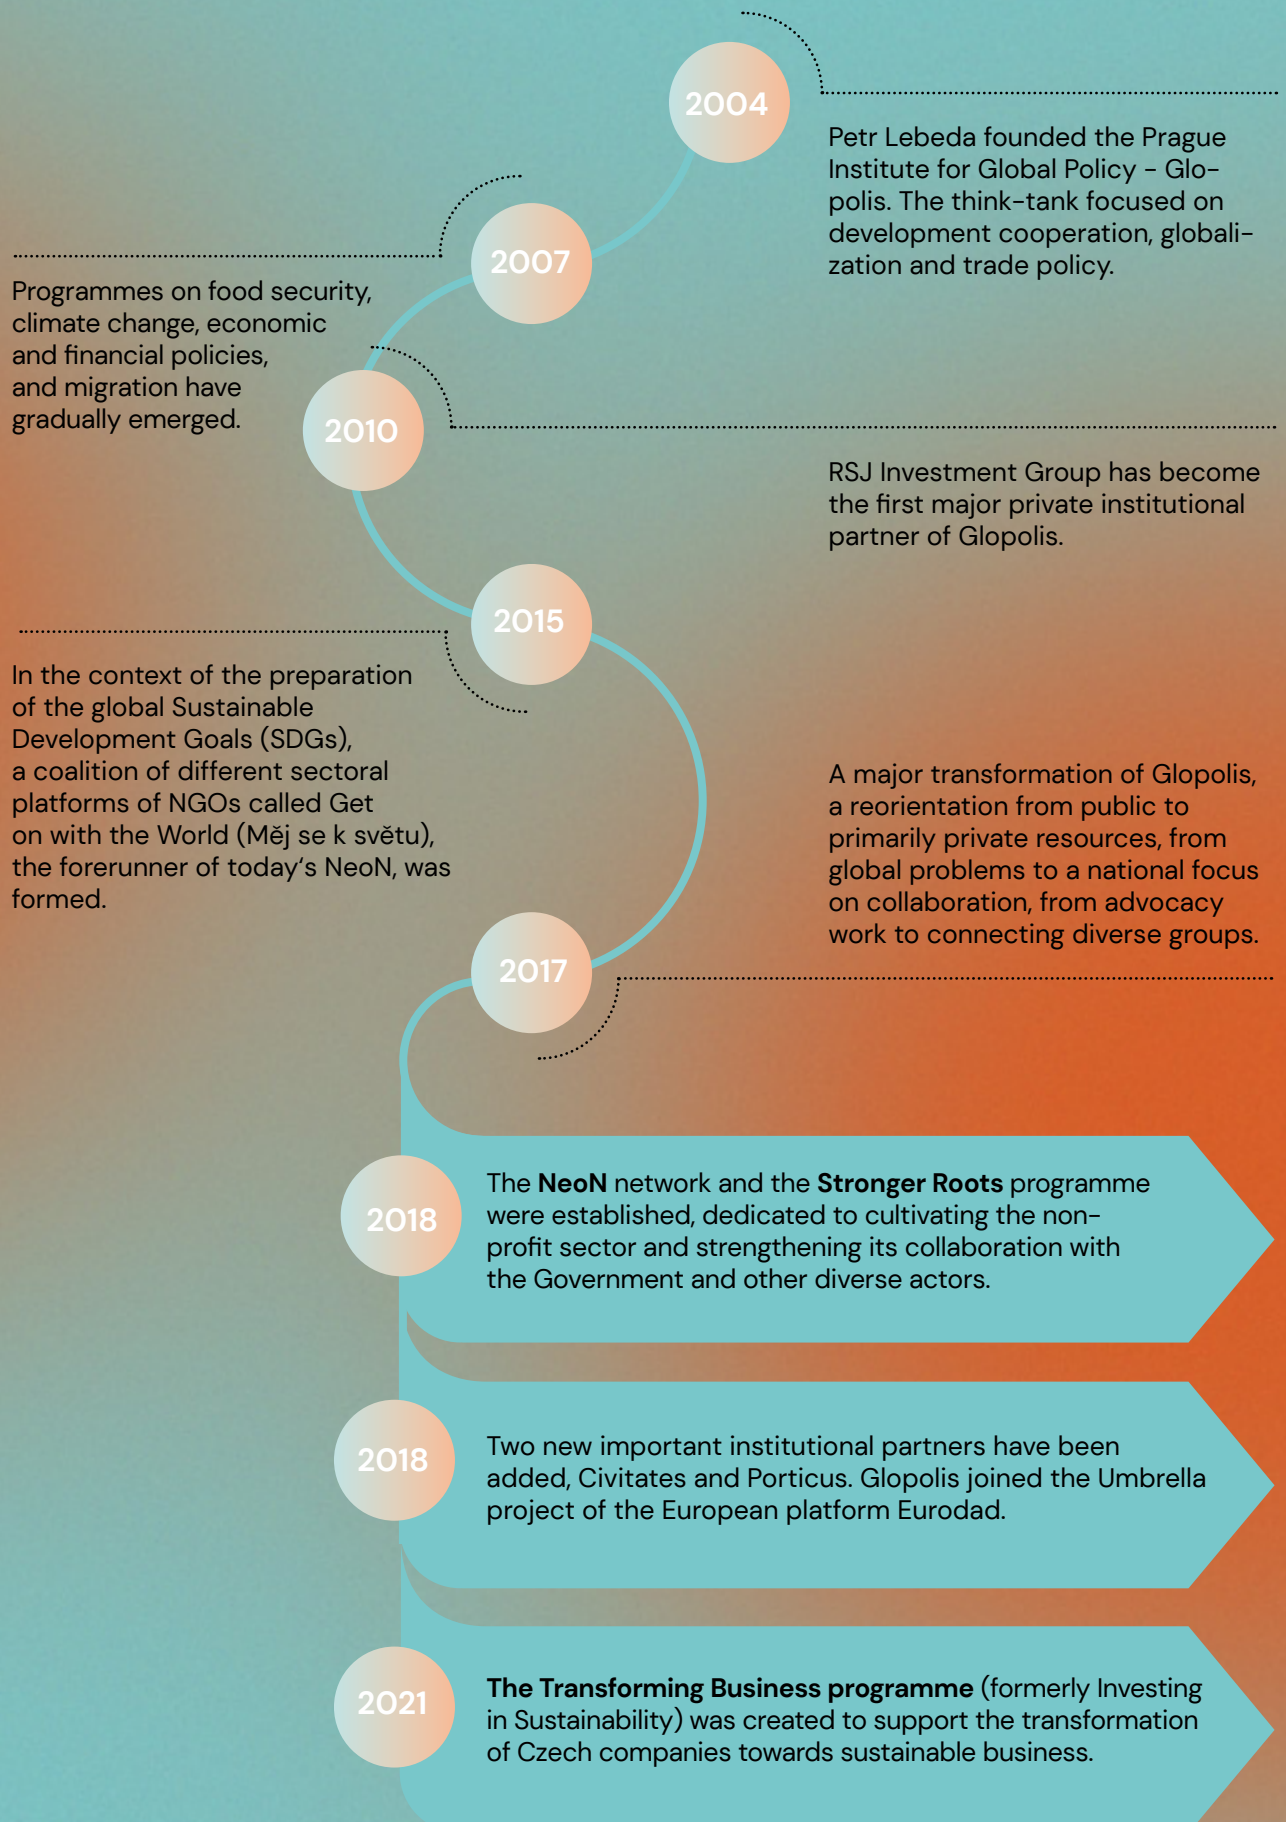 2004
Petr Lebeda founded the Prague
Institute for Global Policy – Glo-
polis. The think-tank focused on
development cooperation, globali-
zation and trade policy.
2007
Programmes on food security,
climate change, economic
and financial policies,
and migration have
gradually emerged.
2010
RSJ Investment Group has become
the first major private institutional
partner of Glopolis.
2015
In the context of the preparation
of the global Sustainable
Development Goals (SDGs),
a coalition of different sectoral
platforms of NGOs called Get
on with the World (Měj se k světu),
the forerunner of today‘s NeoN, was
formed.
A major transformation of Glopolis,
a reorientation from public to
primarily private resources, from
global problems to a national focus
on collaboration, from advocacy
work to connecting diverse groups.
2017
2018
The NeoN network and the Stronger Roots programme
were established, dedicated to cultivating the non-
profit sector and strengthening its collaboration with
the Government and other diverse actors.
2018
Two new important institutional partners have been
added, Civitates and Porticus. Glopolis joined the Umbrella
project of the European platform Eurodad.
2021
The Transforming Business programme (formerly Investing
in Sustainability) was created to support the transformation
of Czech companies towards sustainable business.